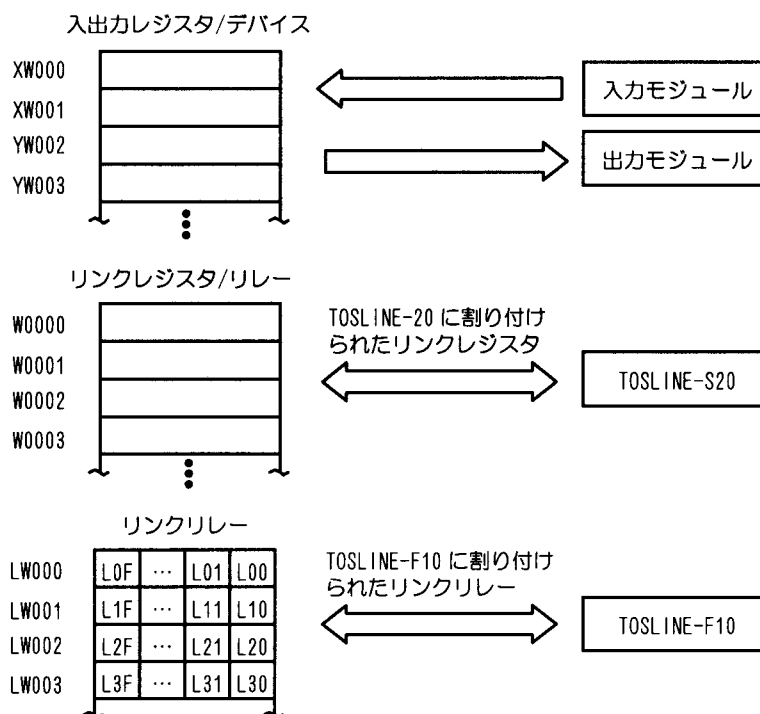 入出力レジスタ/デバイス
XW000
XW001
YW002
YW003
入力モジュール
出力モジュール
リンクレジスタ/リレー
W0000
W0001
W0002
W0003
TOSLINE-20 に割り付け
られたリンクレジスタ
TOSLINE-S20
リンクリレー
LW000 L0F … L01 L00
LW001 L1F … L11 L10
LW002 L2F … L21 L20
LW003 L3F … L31 L30
TOSLINE-F10 に割り付け
られたリンクリレー
TOSLINE-F10